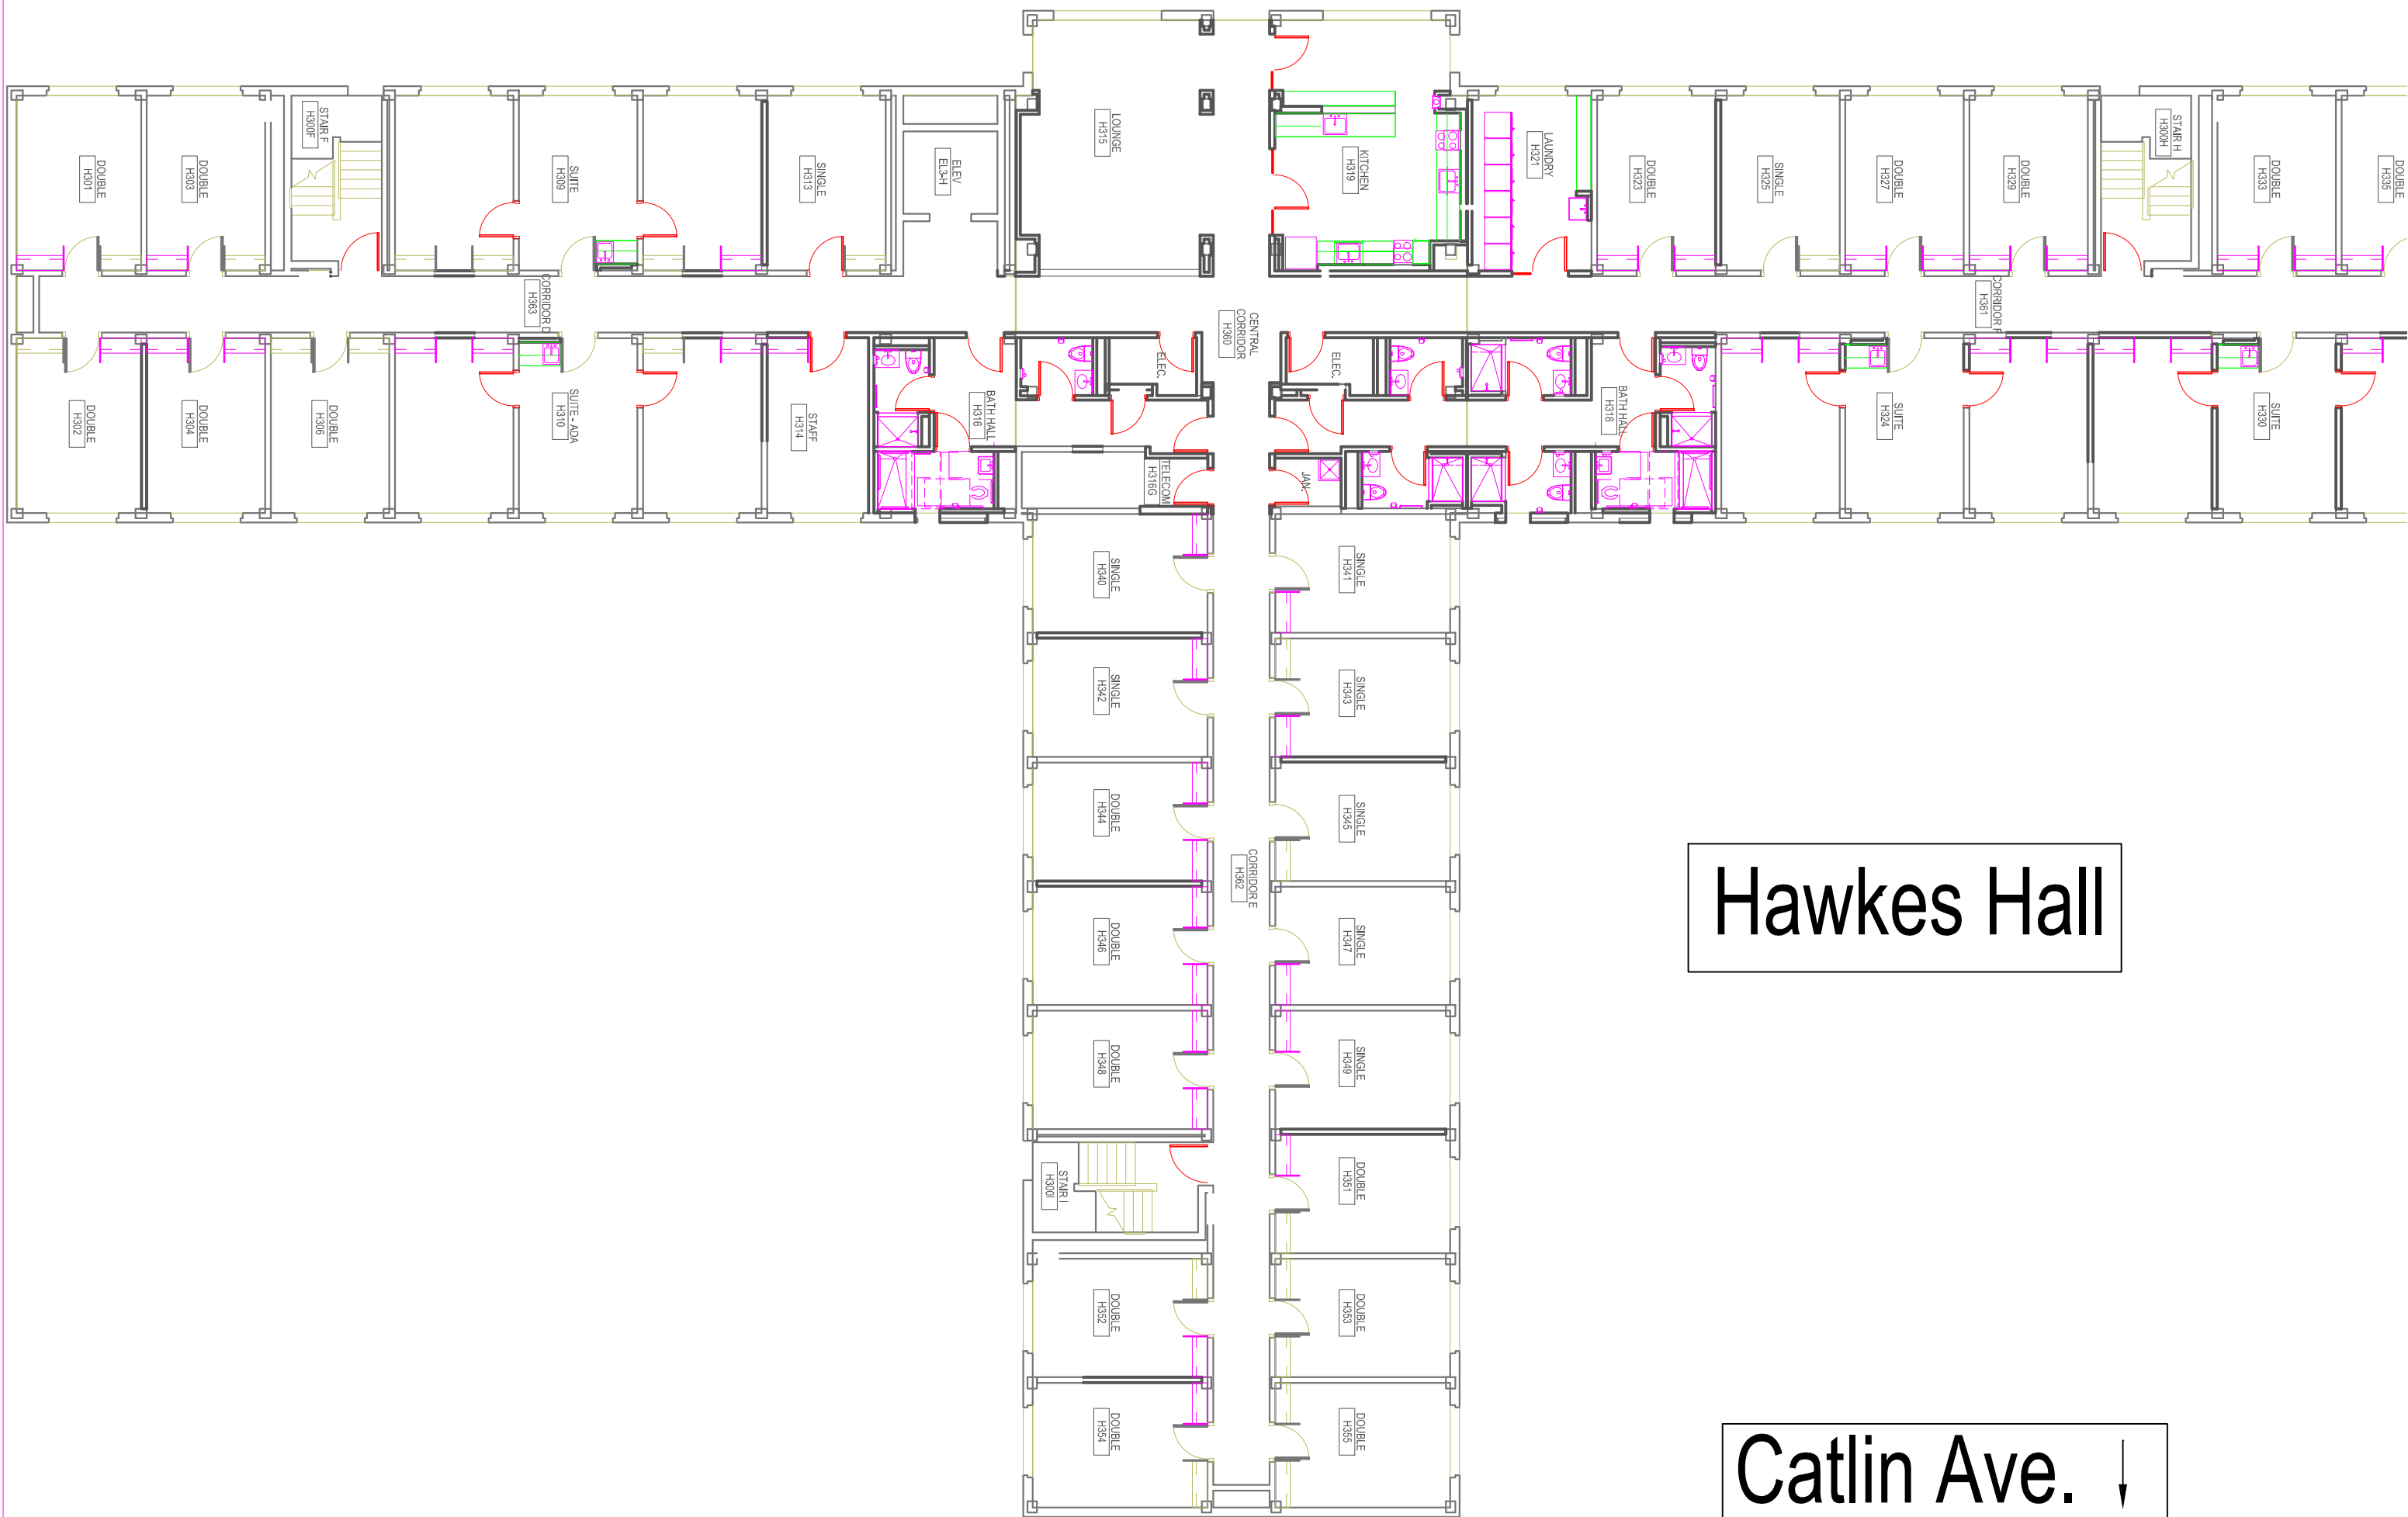 LOUNGE
H315
STAIR F
H300F
DOUBLE
H301
DOUBLE
H303
SUITE
H309
SINGLE
H313
ELEV
EL3-H
KITCHEN
H319
LAUNDRY
H321
DOUBLE
H323
SINGLE
H325
DOUBLE
H327
DOUBLE
H329
STAIR H
H300H
DOUBLE
H333
DOUBLE
H335
CORRIDOR D
H363
CENTRAL
CORRIDOR
H360
CORRIDOR F
H361
DOUBLE
H302
DOUBLE
H304
DOUBLE
H306
SUITE - ADA
H310
STAFF
H314
BATH HALL
H316
ELEC.
ELEC.
BATH HALL
H318
SUITE
H324
SUITE
H330
TELECOM
H316G
JAN.
SINGLE
H340
SINGLE
H341
SINGLE
H342
SINGLE
H343
DOUBLE
H344
SINGLE
H345
CORRIDOR E
H362
DOUBLE
H346
SINGLE
H347
DOUBLE
H348
SINGLE
H349
STAIR I
H300I
DOUBLE
H351
DOUBLE
H352
DOUBLE
H353
DOUBLE
H354
DOUBLE
H355
Hawkes Hall
Catlin Ave. ↓